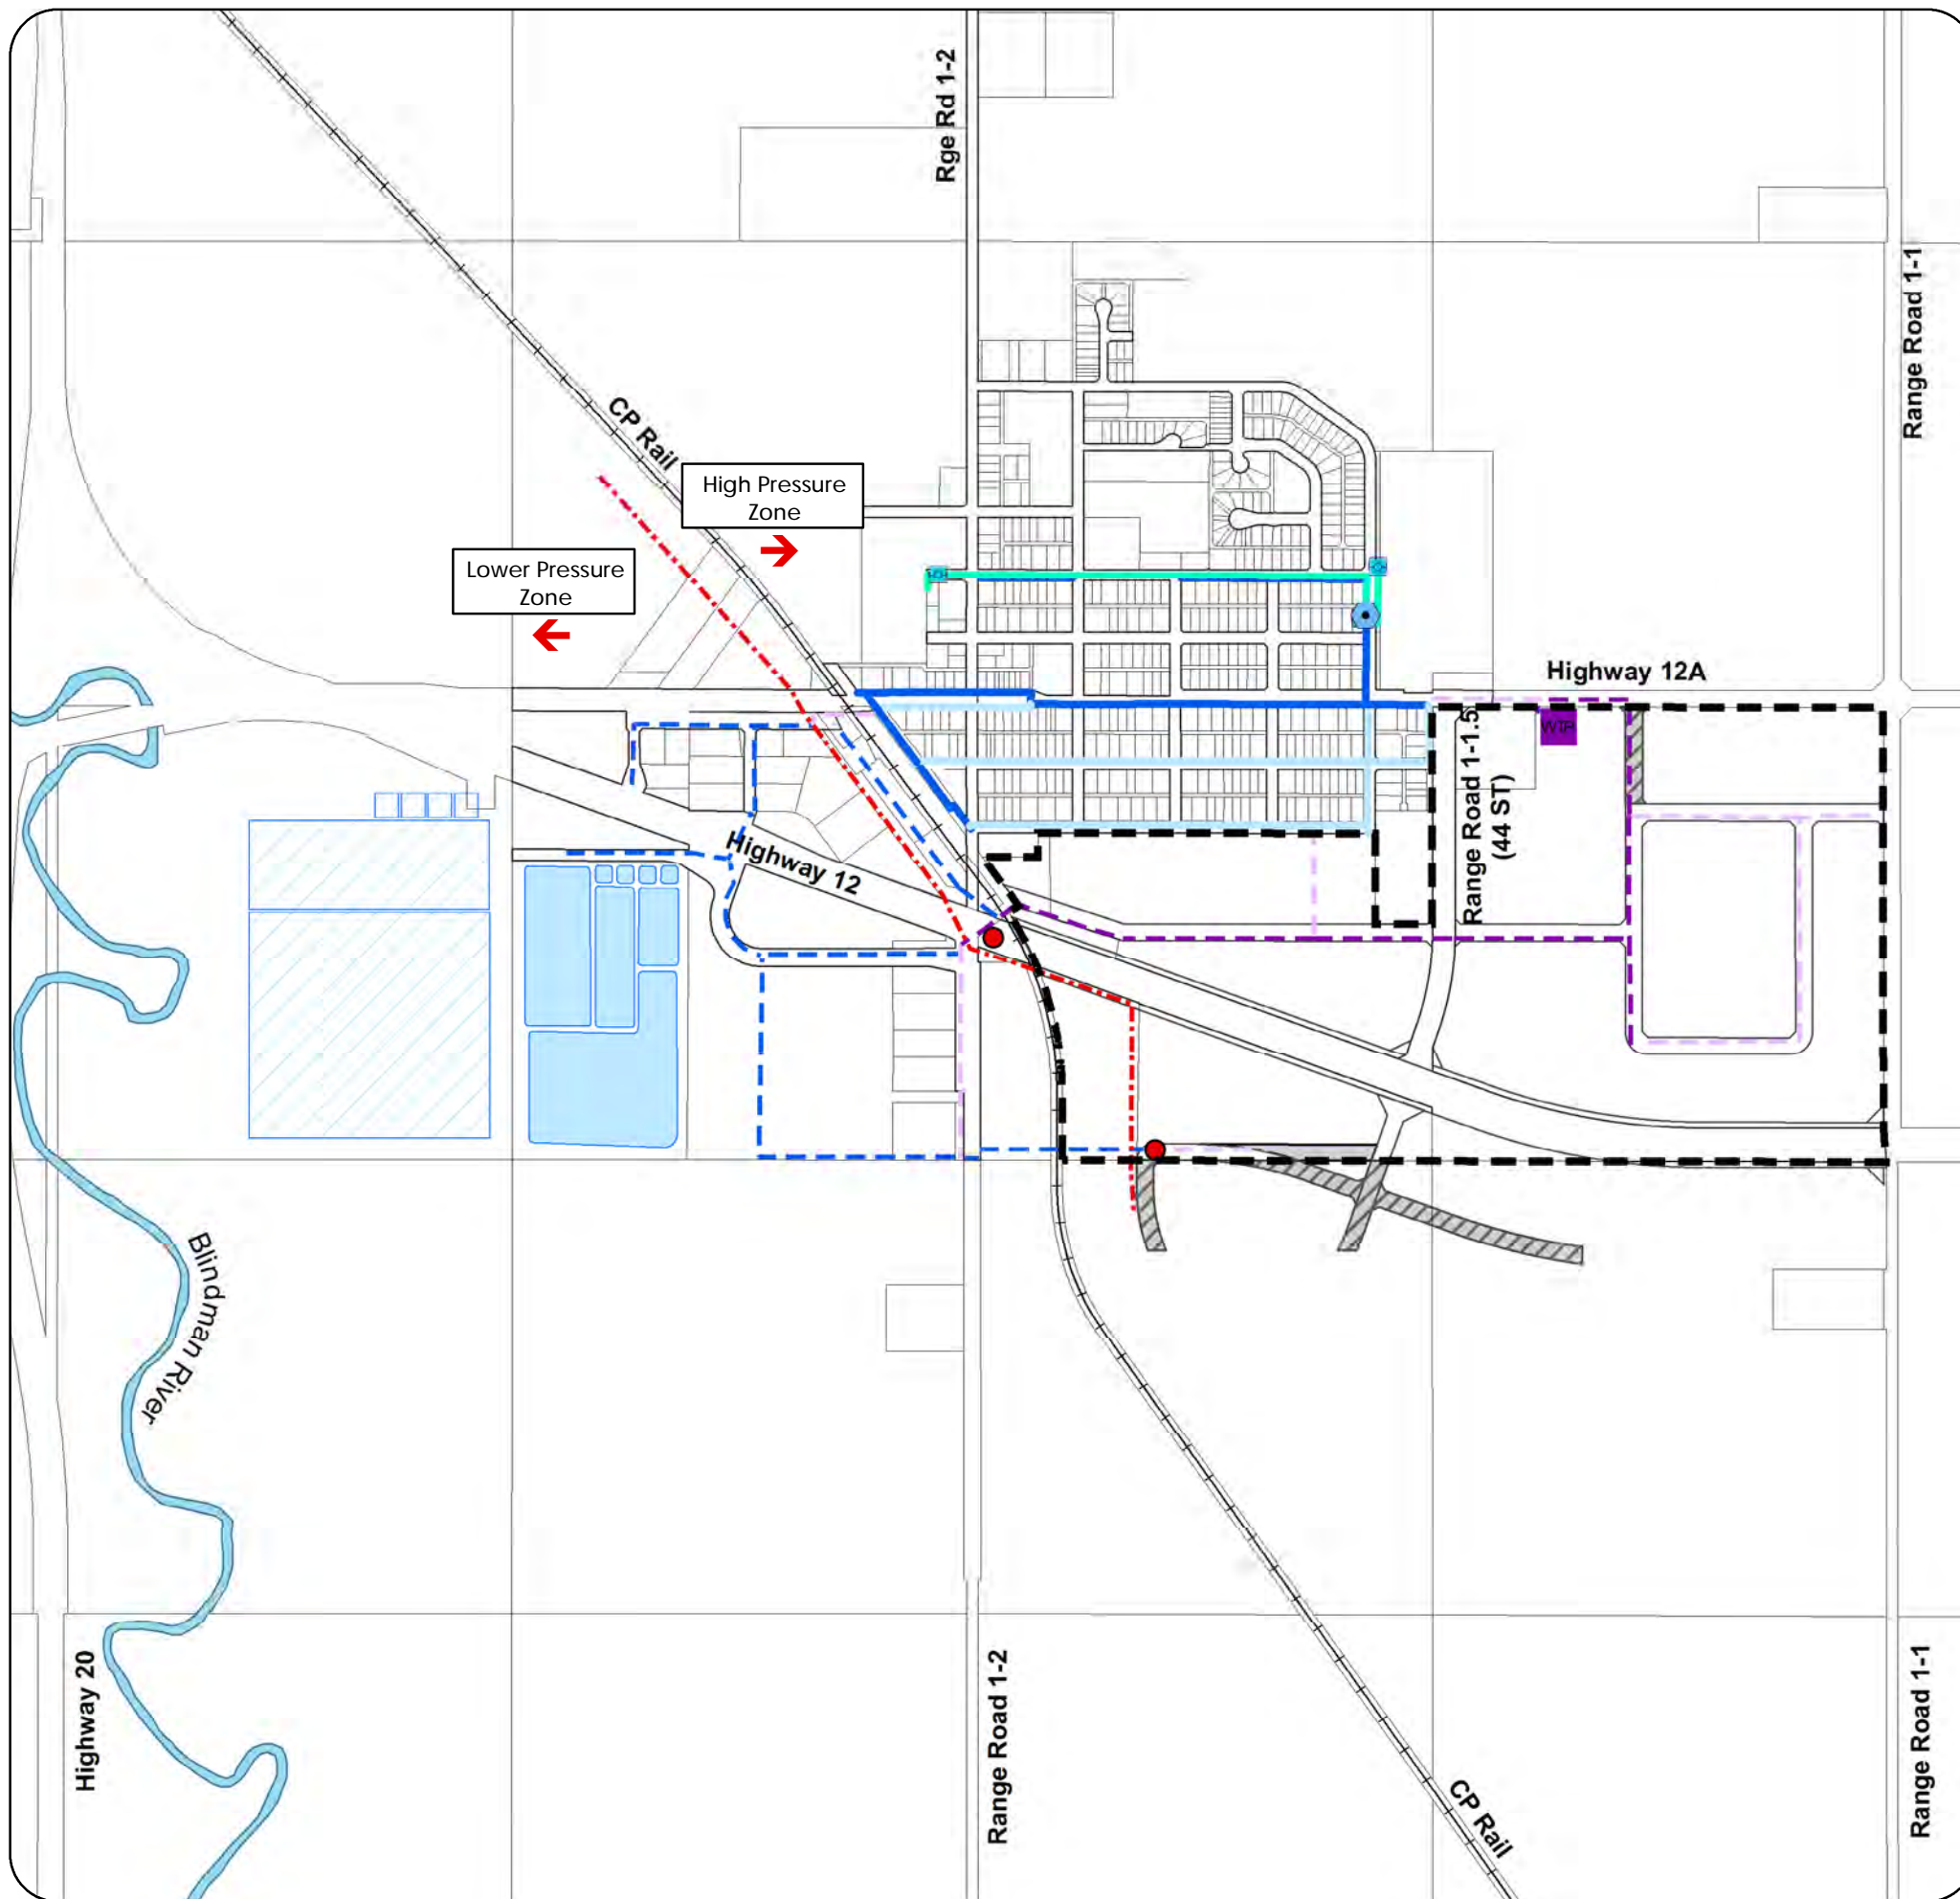 Rge Rd 1-2
Range Road 1-1
CP Rail
High Pressure
Zone
Lower Pressure
Zone
Highway 12A
WTR
Range Road 1-1.5
(44 ST)
Highway 12
Blindman
River
Highway 20
Range Road 1-2
Range Road 1-1
CP Rail